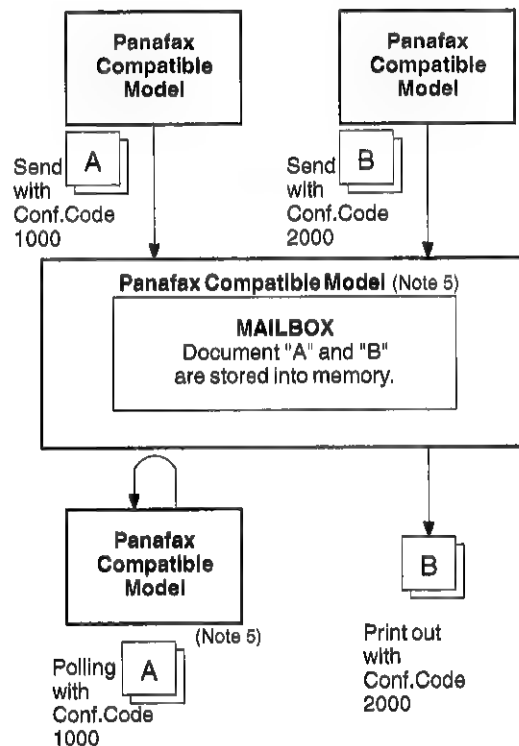 Panafax
Compatible
Model
Panafax
Compatible
Model
A
Send
with
Conf.Code
1000
B
Send
with
Conf.Code
2000
Panafax Compatible Model (Note 5)
MAILBOX
Document "A" and "B"
are stored into memory.
Panafax
Compatible
Model
(Note 5)
A
Polling
with
Conf.Code
1000
B
Print out
with
Conf.Code
2000